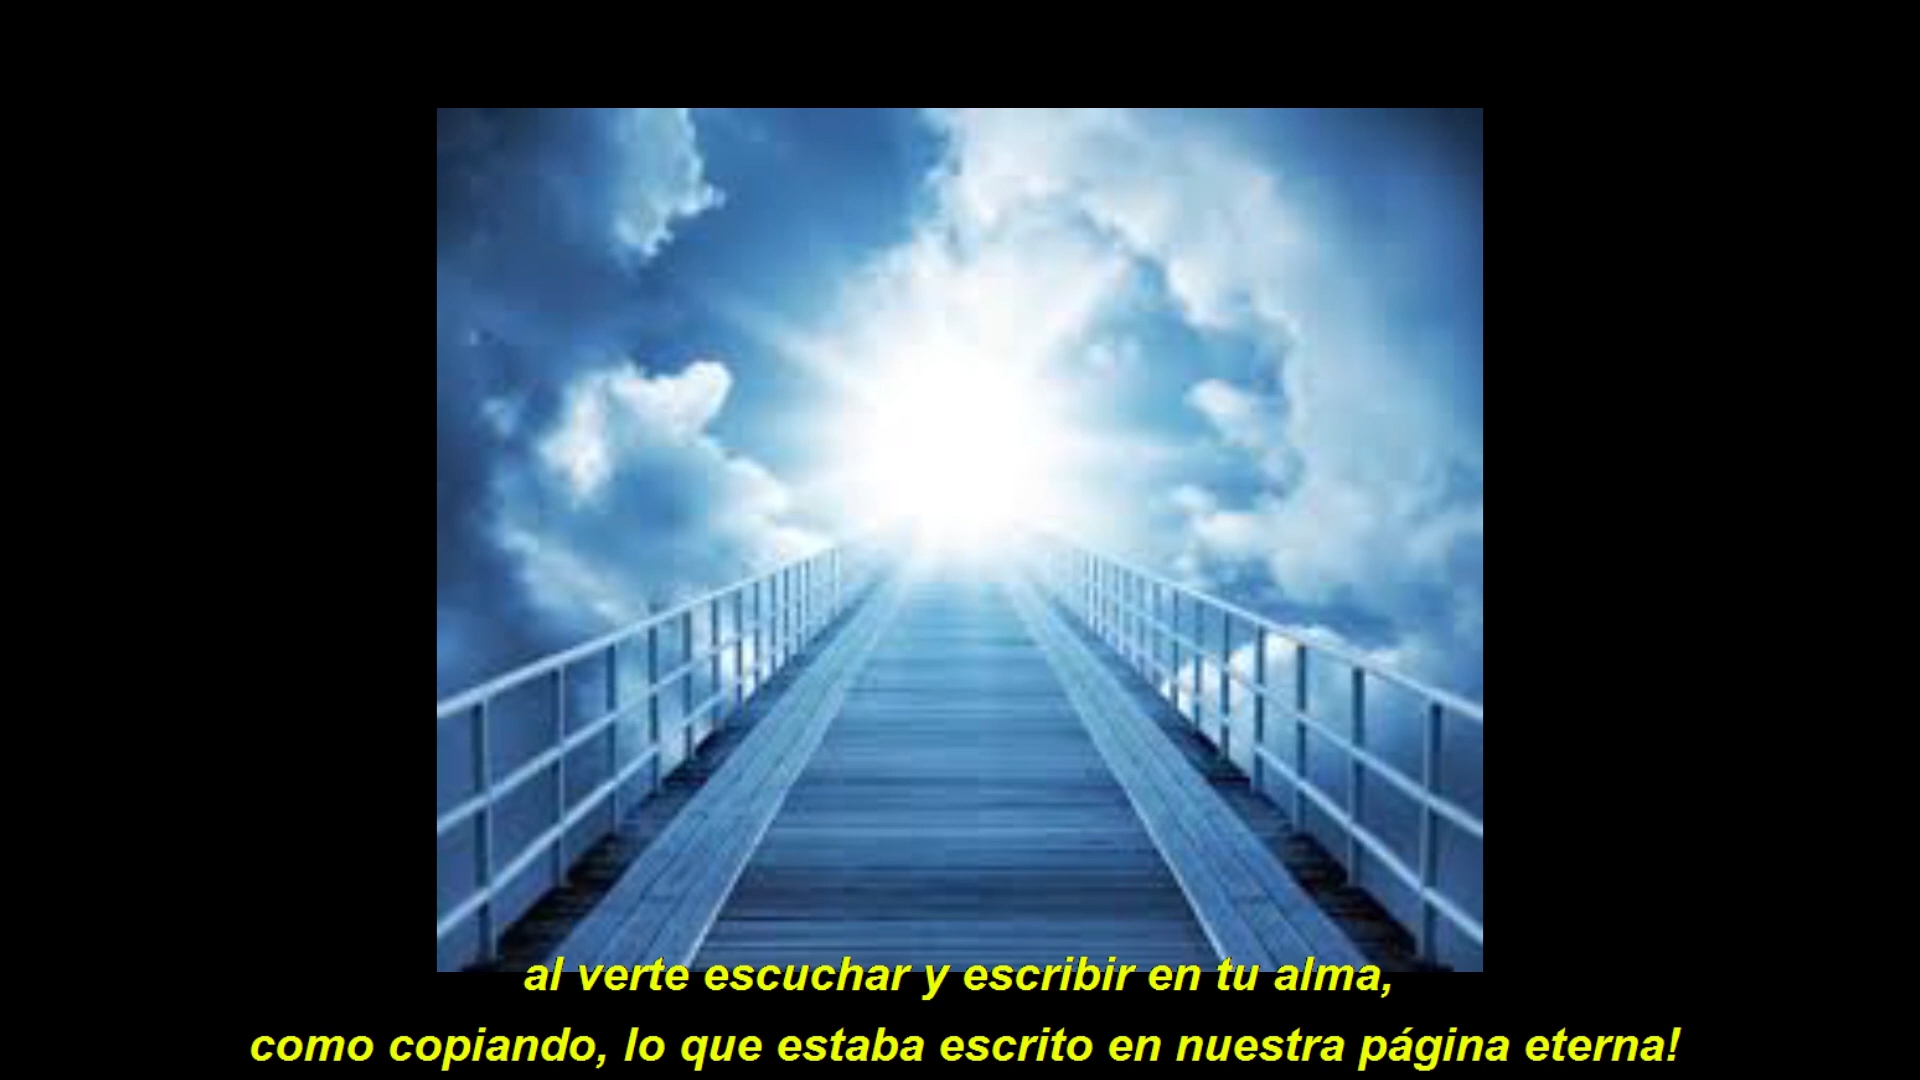 al verte escuchar y escribir en tu alma,
como copiando, lo que estaba escrito en nuestra página eterna!